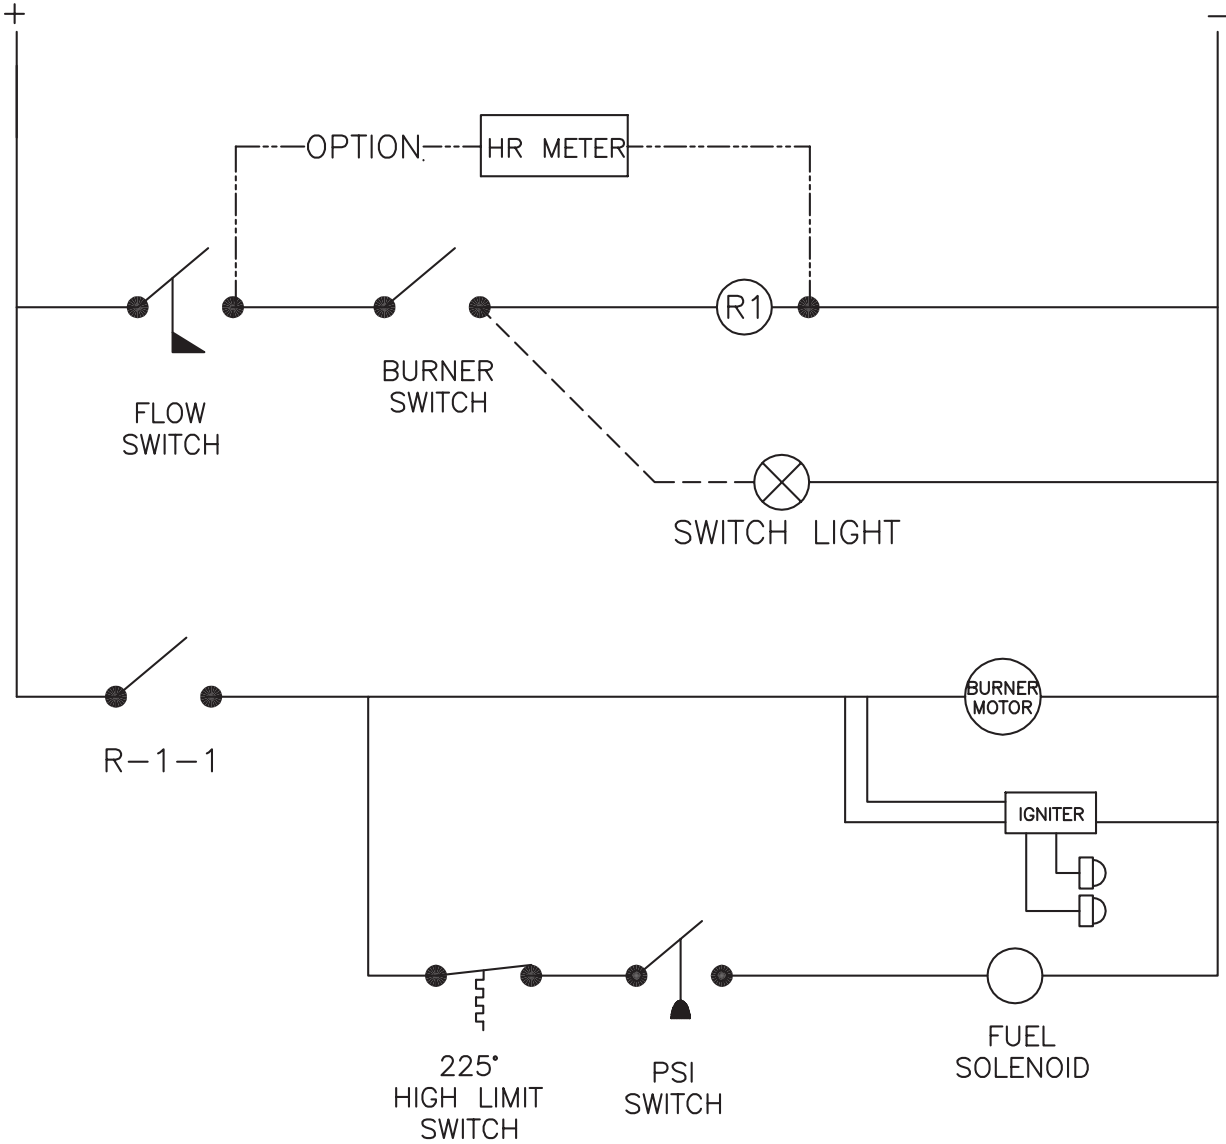 +
−
OPTION.
HR METER
R1
BURNER
SWITCH
FLOW
SWITCH
SWITCH LIGHT
BURNER
MOTOR
R-1-1
IGNITER
225°
HIGH LIMIT
SWITCH
PSI
SWITCH
FUEL
SOLENOID